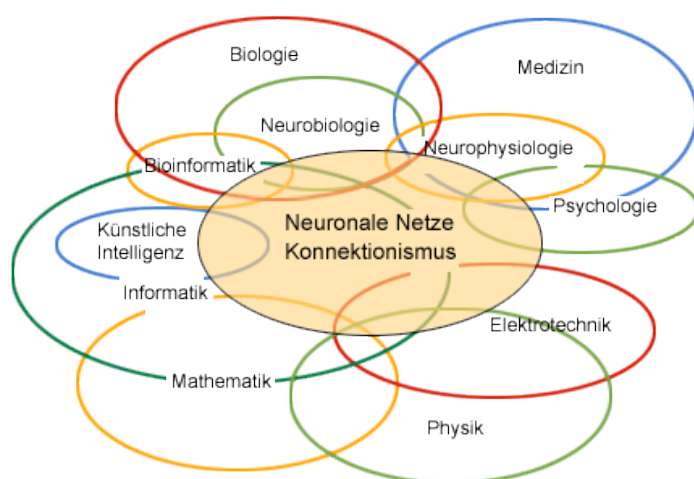 Biologie
Medizin
Neurobiologie
Neurophysiologie
Bioinformatik
Psychologie
Neuronale Netze
Konnektionismus
Künstliche
Intelligenz
Informatik
Elektrotechnik
Mathematik
Physik